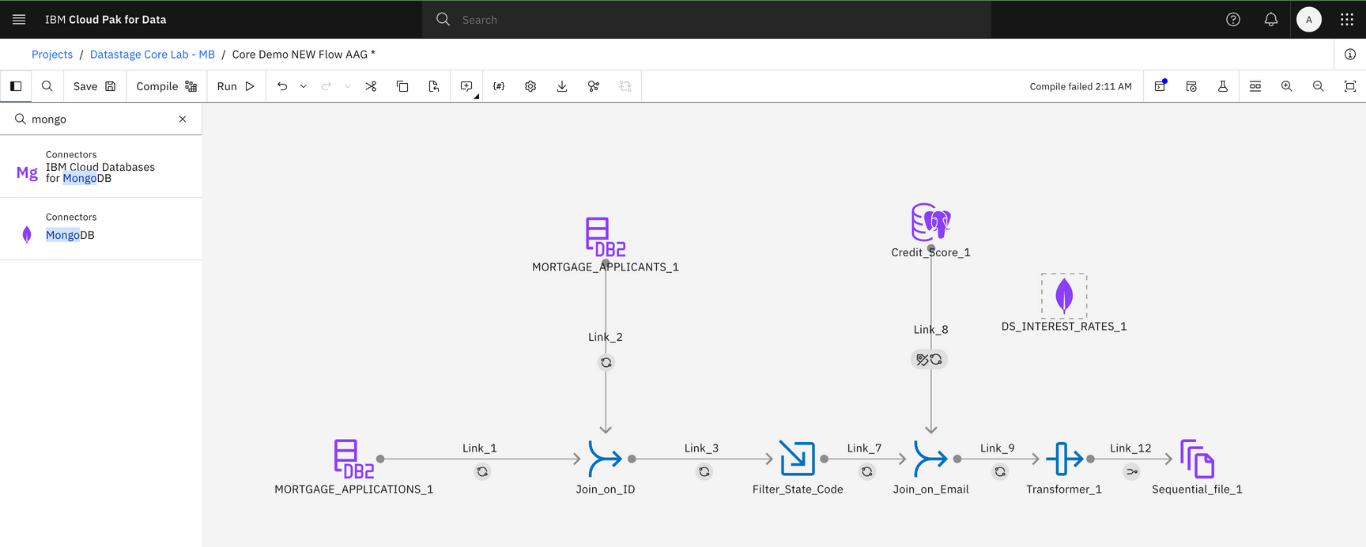 IBM Cloud Pak for Data
Search
A
Projects / Datastage Core Lab - MB / Core Demo NEW Flow AAG *
Save
Compile
Run
{#}
Compile failed 2:11 AM
mongo
Connectors
Mg
IBM Cloud Databases
for MongoDB
Connectors
MongoDB
DB2
MORTGAGE_APPLICANTS_1
Credit_Score_1
DS_INTEREST_RATES_1
Link_2
Link_8
DB2
MORTGAGE_APPLICATIONS_1
Link_1
Join_on_ID
Link_3
Filter_State_Code
Link_7
Join_on_Email
Link_9
Transformer_1
Link_12
Sequential_file_1